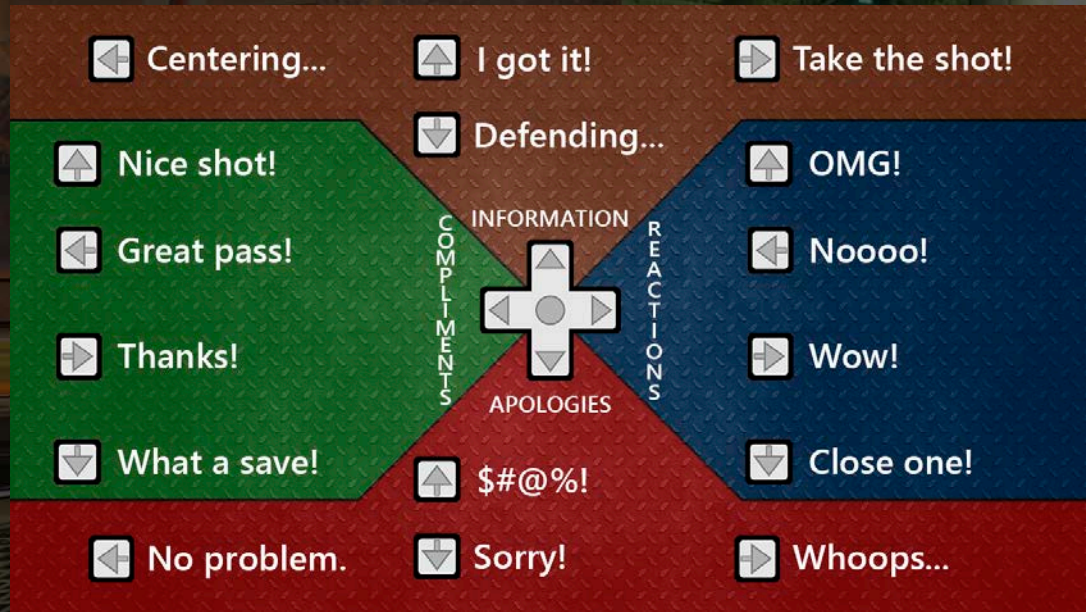 Centering...
I got it!
Take the shot!
Defending...
Nice shot!
Great pass!
Thanks!
What a save!
INFORMATION
COMPLIMENTS
REACTIONS
APOLOGIES
OMG!
Noooo!
Wow!
Close one!
$#@%!
No problem.
Sorry!
Whoops...